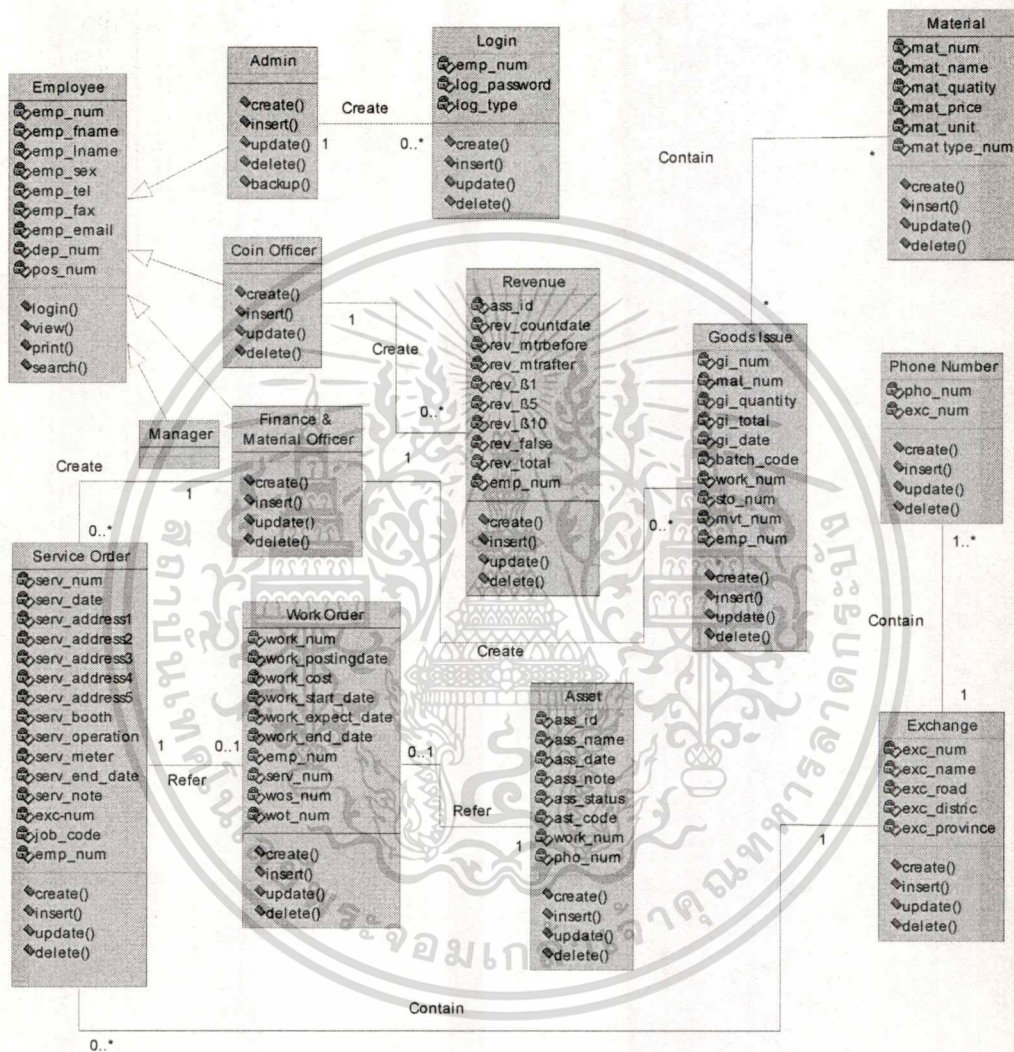 Employee
emp_num
emp_fname
emp_lname
emp_sex
emp_tel
emp_fax
emp_email
dep_num
pos_num
login()
view()
print()
search()
Admin
create()
insert()
update()
delete()
backup()
Create
1
0..*
Login
emp_num
log_password
log_type
create()
insert()
update()
delete()
Material
mat_num
mat_name
mat_quatity
mat_price
mat_unit
mat type_num
create()
insert()
update()
delete()
Contain
*
*
Coin Officer
create()
insert()
update()
delete()
1
Create
0..*
Revenue
ass_id
rev_countdate
rev_mtrbefore
rev_mtrafter
rev_ß1
rev_ß5
rev_ß10
rev_false
rev_total
emp_num
create()
insert()
update()
delete()
Goods Issue
gi_num
mat_num
gi_quantity
gi_total
gi_date
batch_code
work_num
sto_num
mvt_num
emp_num
create()
insert()
update()
delete()
Phone Number
pho_num
exc_num
create()
insert()
update()
delete()
Manager
Finance &
Material Officer
create()
insert()
update()
delete()
Create
1
0..*
1
Create
0..*
Service Order
serv_num
serv_date
serv_address1
serv_address2
serv_address3
serv_address4
serv_address5
serv_booth
serv_operation
serv_meter
serv_end_date
serv_note
exc-num
job_code
emp_num
create()
insert()
update()
delete()
1
0..1
Refer
Work Order
work_num
work_postingdate
work_cost
work_start_date
work_expect_date
work_end_date
emp_num
serv_num
wos_num
wot_num
create()
insert()
update()
delete()
0..1
Refer
1
Asset
ass_id
ass_name
ass_date
ass_note
ass_status
ast_code
work_num
pho_num
create()
insert()
update()
delete()
1..*
Contain
1
Exchange
exc_num
exc_name
exc_road
exc_distric
exc_province
create()
insert()
update()
delete()
1
Contain
0..*